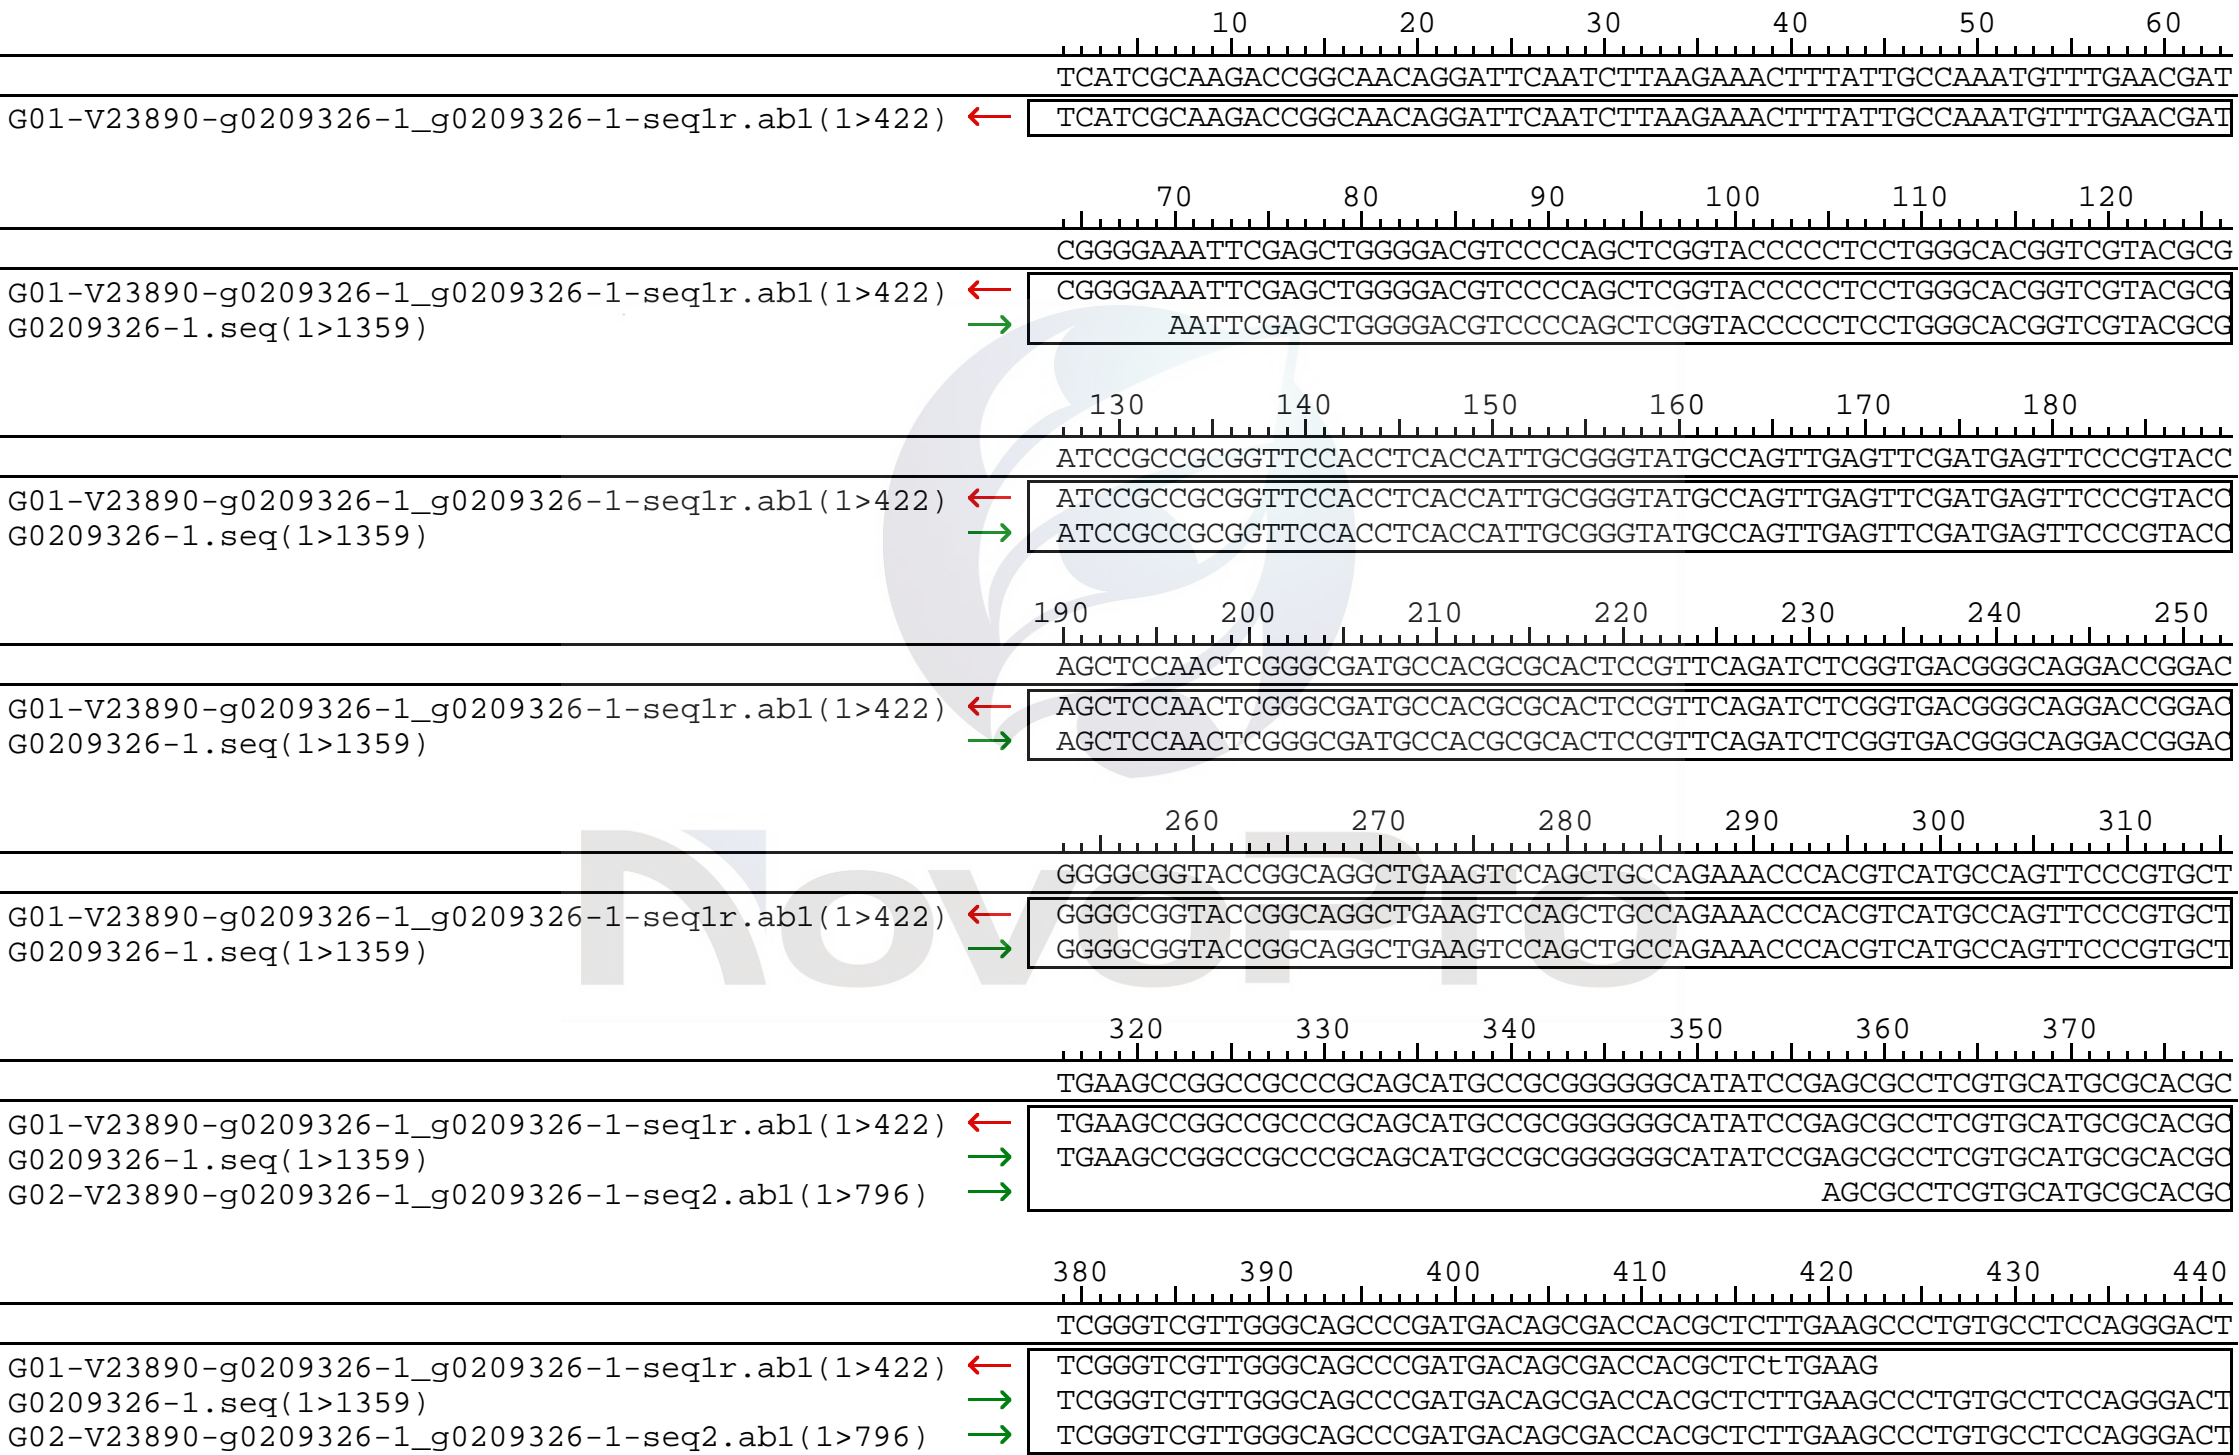 10 20 30 40 50 60
TCATCGCAAGACCGGCAACAGGATTCAATCTTAAGAAACTTTATTGCCAAATGTTTGAACGAT
G01-V23890-g0209326-1_g0209326-1-seq1r.ab1(1>422) ← TCATCGCAAGACCGGCAACAGGATTCAATCTTAAGAAACTTTATTGCCAAATGTTTGAACGAT
70 80 90 100 110 120
CGGGGAAATTCGAGCTGGGGACGTCCCCAGCTCGGTACCCCCTCCTGGGCACGGTCGTACGCG
G01-V23890-g0209326-1_g0209326-1-seq1r.ab1(1>422) ← CGGGGAAATTCGAGCTGGGGACGTCCCCAGCTCGGTACCCCCTCCTGGGCACGGTCGTACGCG
G0209326-1.seq(1>1359) → AATTCGAGCTGGGGACGTCCCCAGCTCGGTACCCCCTCCTGGGCACGGTCGTACGCG
130 140 150 160 170 180
ATCCGCCGCGGTTCCACCTCACCATTGCGGGTATGCCAGTTGAGTTCGATGAGTTCCCGTACC
G01-V23890-g0209326-1_g0209326-1-seq1r.ab1(1>422) ← ATCCGCCGCGGTTCCACCTCACCATTGCGGGTATGCCAGTTGAGTTCGATGAGTTCCCGTACC
G0209326-1.seq(1>1359) → ATCCGCCGCGGTTCCACCTCACCATTGCGGGTATGCCAGTTGAGTTCGATGAGTTCCCGTACC
190 200 210 220 230 240 250
AGCTCCAACTCGGGCGATGCCACGCGCACTCCGTTCAGATCTCGGTGACGGGCAGGACCGGAC
G01-V23890-g0209326-1_g0209326-1-seq1r.ab1(1>422) ← AGCTCCAACTCGGGCGATGCCACGCGCACTCCGTTCAGATCTCGGTGACGGGCAGGACCGGAC
G0209326-1.seq(1>1359) → AGCTCCAACTCGGGCGATGCCACGCGCACTCCGTTCAGATCTCGGTGACGGGCAGGACCGGAC
260 270 280 290 300 310
GGGGCGGTACCGGCAGGCTGAAGTCCAGCTGCCAGAAACCCACGTCATGCCAGTTCCCGTGCT
G01-V23890-g0209326-1_g0209326-1-seq1r.ab1(1>422) ← GGGGCGGTACCGGCAGGCTGAAGTCCAGCTGCCAGAAACCCACGTCATGCCAGTTCCCGTGCT
G0209326-1.seq(1>1359) → GGGGCGGTACCGGCAGGCTGAAGTCCAGCTGCCAGAAACCCACGTCATGCCAGTTCCCGTGCT
NovoPro
320 330 340 350 360 370
TGAAGCCGGCCGCCCGCAGCATGCCGCGGGGGGCATATCCGAGCGCCTCGTGCATGCGCACGC
G01-V23890-g0209326-1_g0209326-1-seq1r.ab1(1>422) ← TGAAGCCGGCCGCCCGCAGCATGCCGCGGGGGGCATATCCGAGCGCCTCGTGCATGCGCACGC
G0209326-1.seq(1>1359) → TGAAGCCGGCCGCCCGCAGCATGCCGCGGGGGGCATATCCGAGCGCCTCGTGCATGCGCACGC
G02-V23890-g0209326-1_g0209326-1-seq2.ab1(1>796) → AGCGCCTCGTGCATGCGCACGC
380 390 400 410 420 430 440
TCGGGTCGTTGGGCAGCCCGATGACAGCGACCACGCTCTTGAAGCCCTGTGCCTCCAGGGACT
G01-V23890-g0209326-1_g0209326-1-seq1r.ab1(1>422) ← TCGGGTCGTTGGGCAGCCCGATGACAGCGACCACGCTCtTGAAG
G0209326-1.seq(1>1359) → TCGGGTCGTTGGGCAGCCCGATGACAGCGACCACGCTCTTGAAGCCCTGTGCCTCCAGGGACT
G02-V23890-g0209326-1_g0209326-1-seq2.ab1(1>796) → TCGGGTCGTTGGGCAGCCCGATGACAGCGACCACGCTCTTGAAGCCCTGTGCCTCCAGGGACT